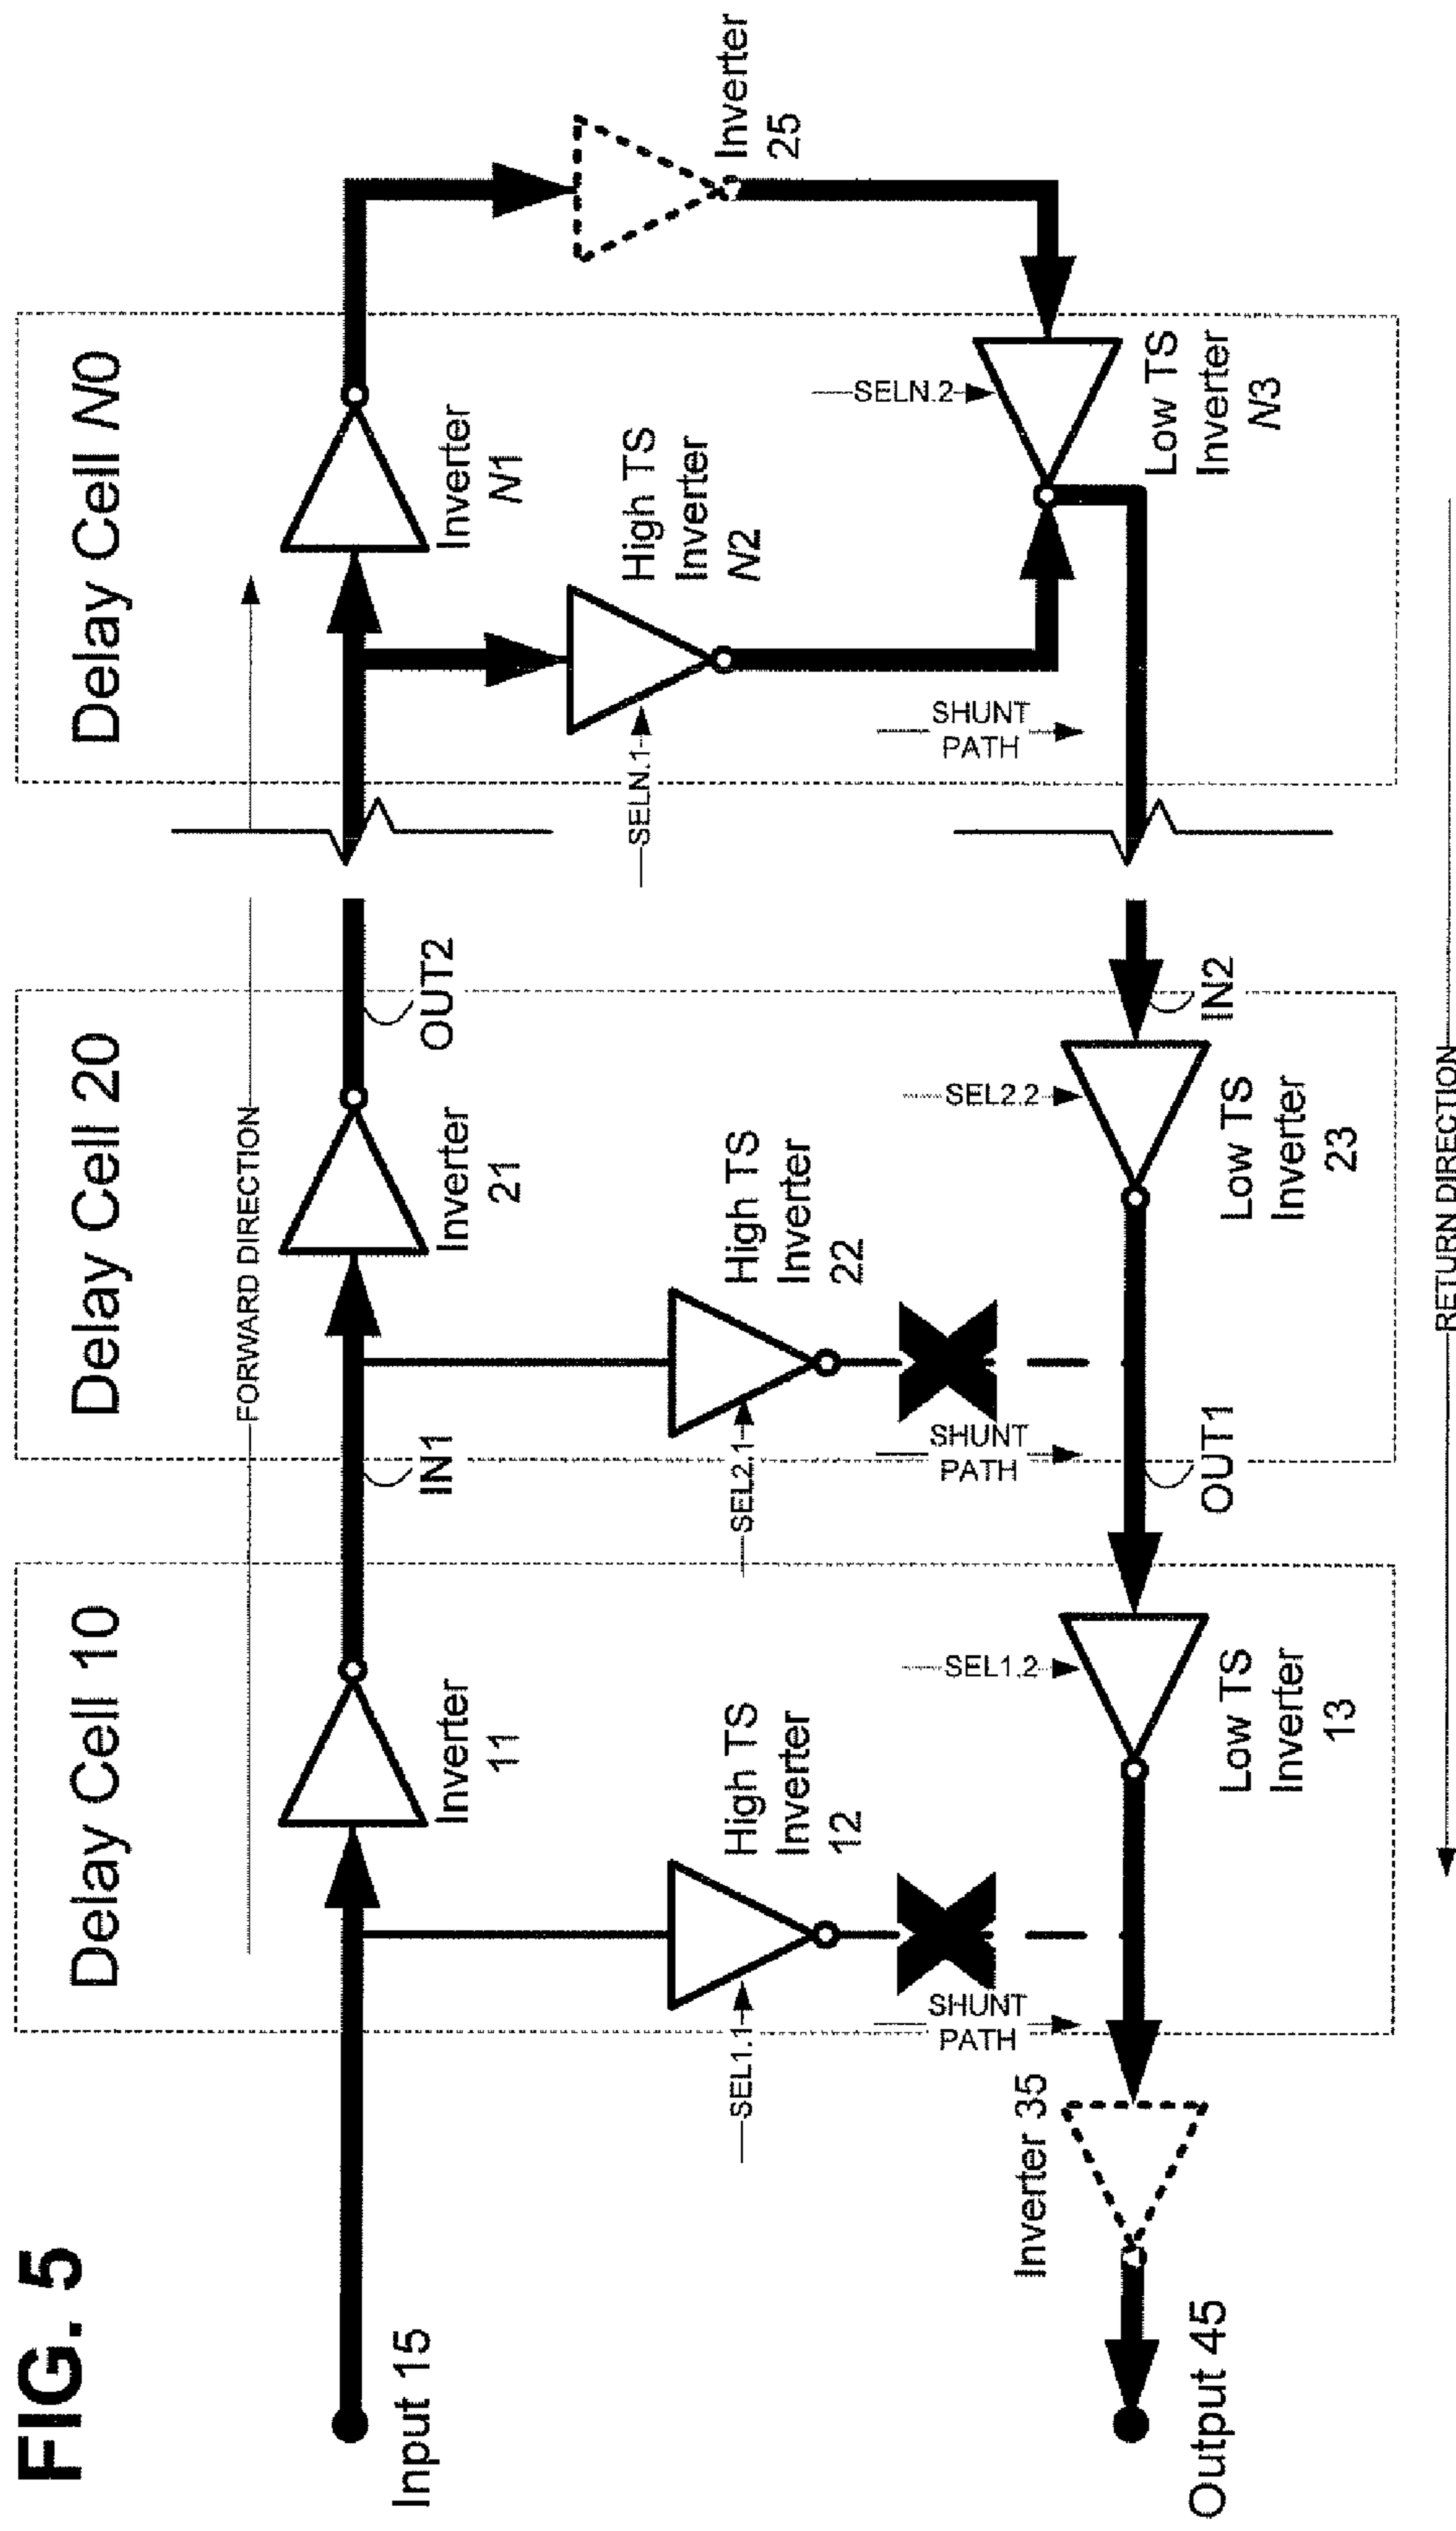 FIG. 5
Delay Cell 10
Delay Cell 20
Delay Cell N0
FORWARD DIRECTION
Input 15
Inverter
11
IN1
Inverter
21
OUT2
Inverter
N1
Inverter
25
SEL1.1
High TS
Inverter
12
SEL2.1
High TS
Inverter
22
SELN.1
High TS
Inverter
N2
SHUNT
PATH
SHUNT
PATH
SHUNT
PATH
SEL1.2
SEL2.2
SELN.2
Inverter 35
Output 45
Low TS
Inverter
13
OUT1
Low TS
Inverter
23
IN2
Low TS
Inverter
N3
RETURN DIRECTION